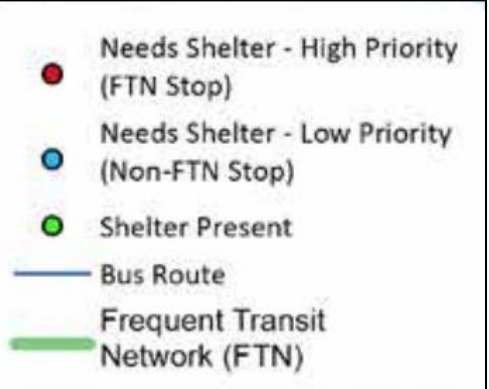 Needs Shelter - High Priority
(FTN Stop)
Needs Shelter - Low Priority
(Non-FTN Stop)
Shelter Present
Bus Route
Frequent Transit
Network (FTN)